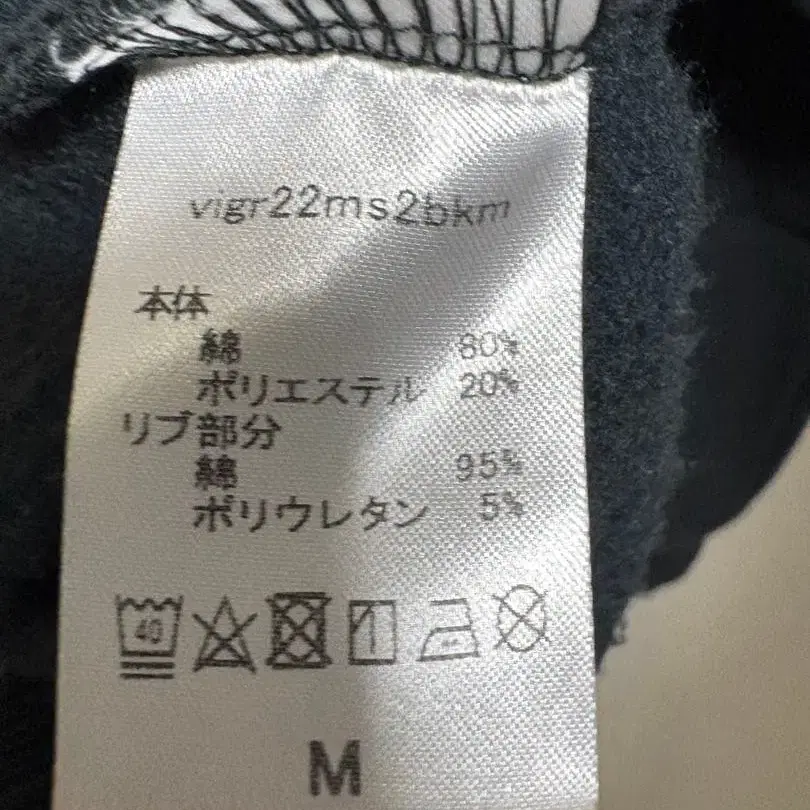 vigr22ms2bkm
本体
綿 80%
ポリエステル 20%
リブ部分
綿 95%
ポリウレタン 5%
40
M